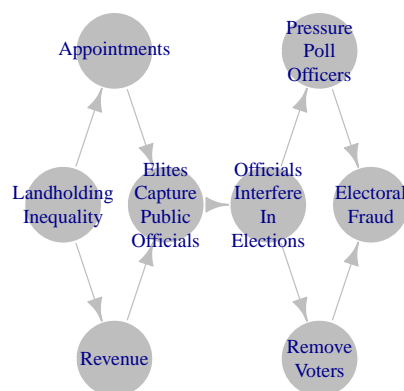 Appointments
Pressure
Poll
Officers
Landholding
Inequality
Elites
Capture
Public
Officials
Officials
Interfere
In
Elections
Electoral
Fraud
Revenue
Remove
Voters